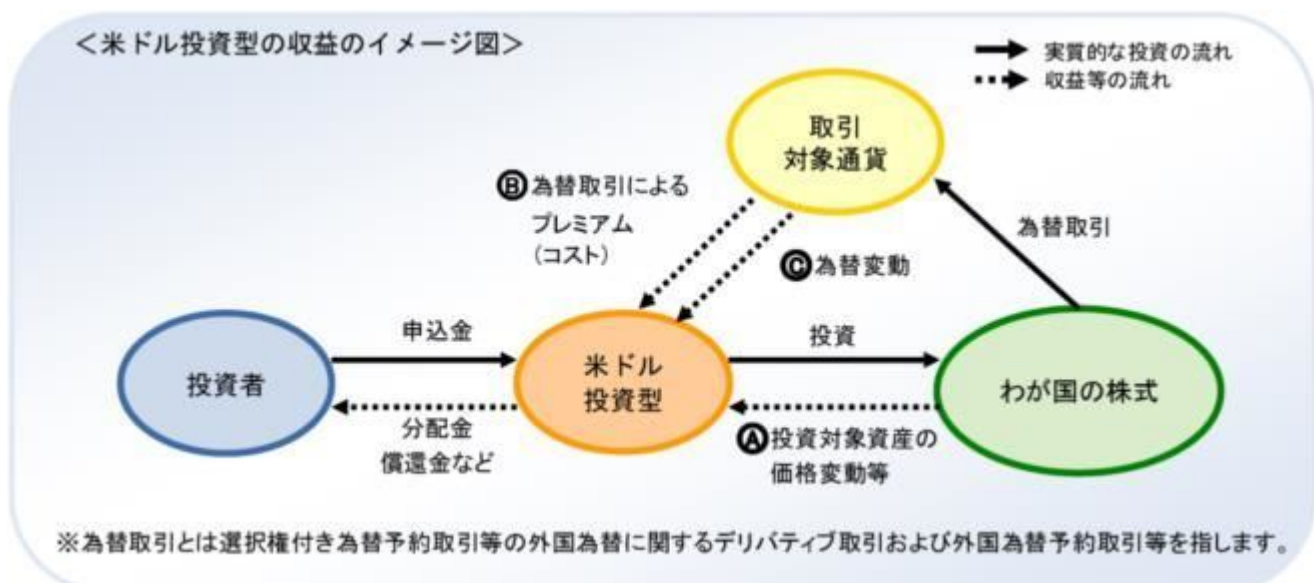 ＜米ドル投資型の収益のイメージ図＞
実質的な投資の流れ
収益等の流れ
取引
対象通貨
Ⓑ為替取引による
プレミアム
（コスト）
Ⓒ為替変動
為替取引
申込金
投資
投資者
米ドル
投資型
わが国の株式
分配金
償還金など
Ⓐ投資対象資産の
価格変動等
※為替取引とは選択権付き為替予約取引等の外国為替に関するデリバティブ取引および外国為替予約取引等を指します。